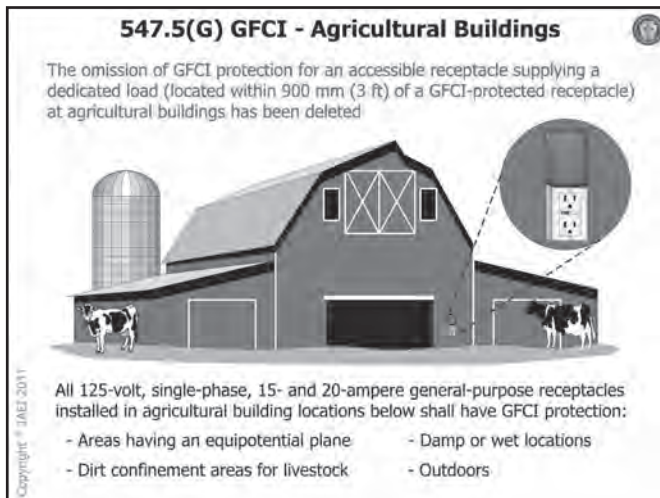 547.5(G) GFCI - Agricultural Buildings
The omission of GFCI protection for an accessible receptacle supplying a
dedicated load (located within 900 mm (3 ft) of a GFCI-protected receptacle)
at agricultural buildings has been deleted
All 125-volt, single-phase, 15- and 20-ampere general-purpose receptacles
installed in agricultural building locations below shall have GFCI protection:
- Areas having an equipotential plane
- Damp or wet locations
- Dirt confinement areas for livestock
- Outdoors
Copyright © IAEI 2011